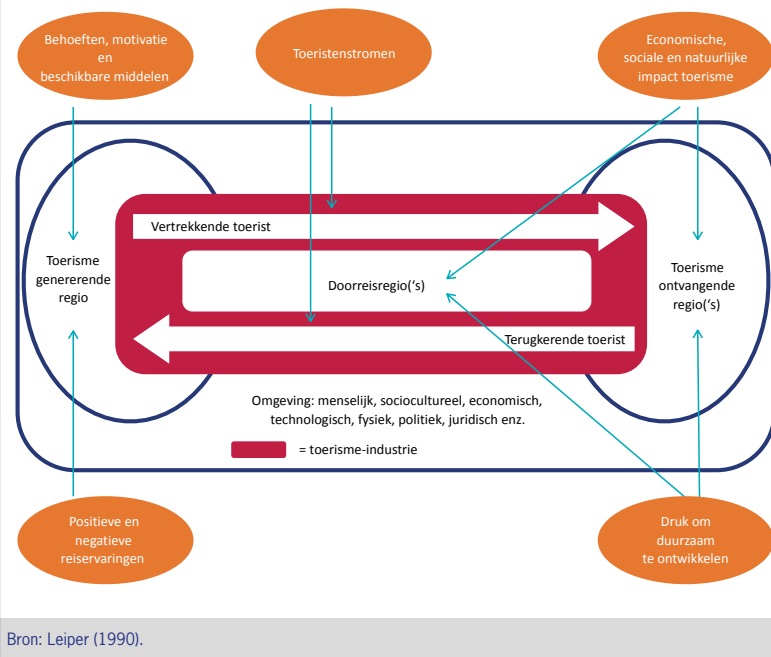 Behoeften, motivatie
en
beschikbare middelen
Toeristenstromen
Economische,
sociale en natuurlijke
impact toerisme
Vertrekkende toerist
Toerisme
genererende
regio
Doorreisregio('s)
Toerisme
ontvangende
regio('s)
Terugkerende toerist
Omgeving: menselijk, sociocultureel, economisch,
technologisch, fysiek, politiek, juridisch enz.
= toerisme-industrie
Positieve en
negatieve
reiservaringen
Druk om
duurzaam
te ontwikkelen
Bron: Leiper (1990).